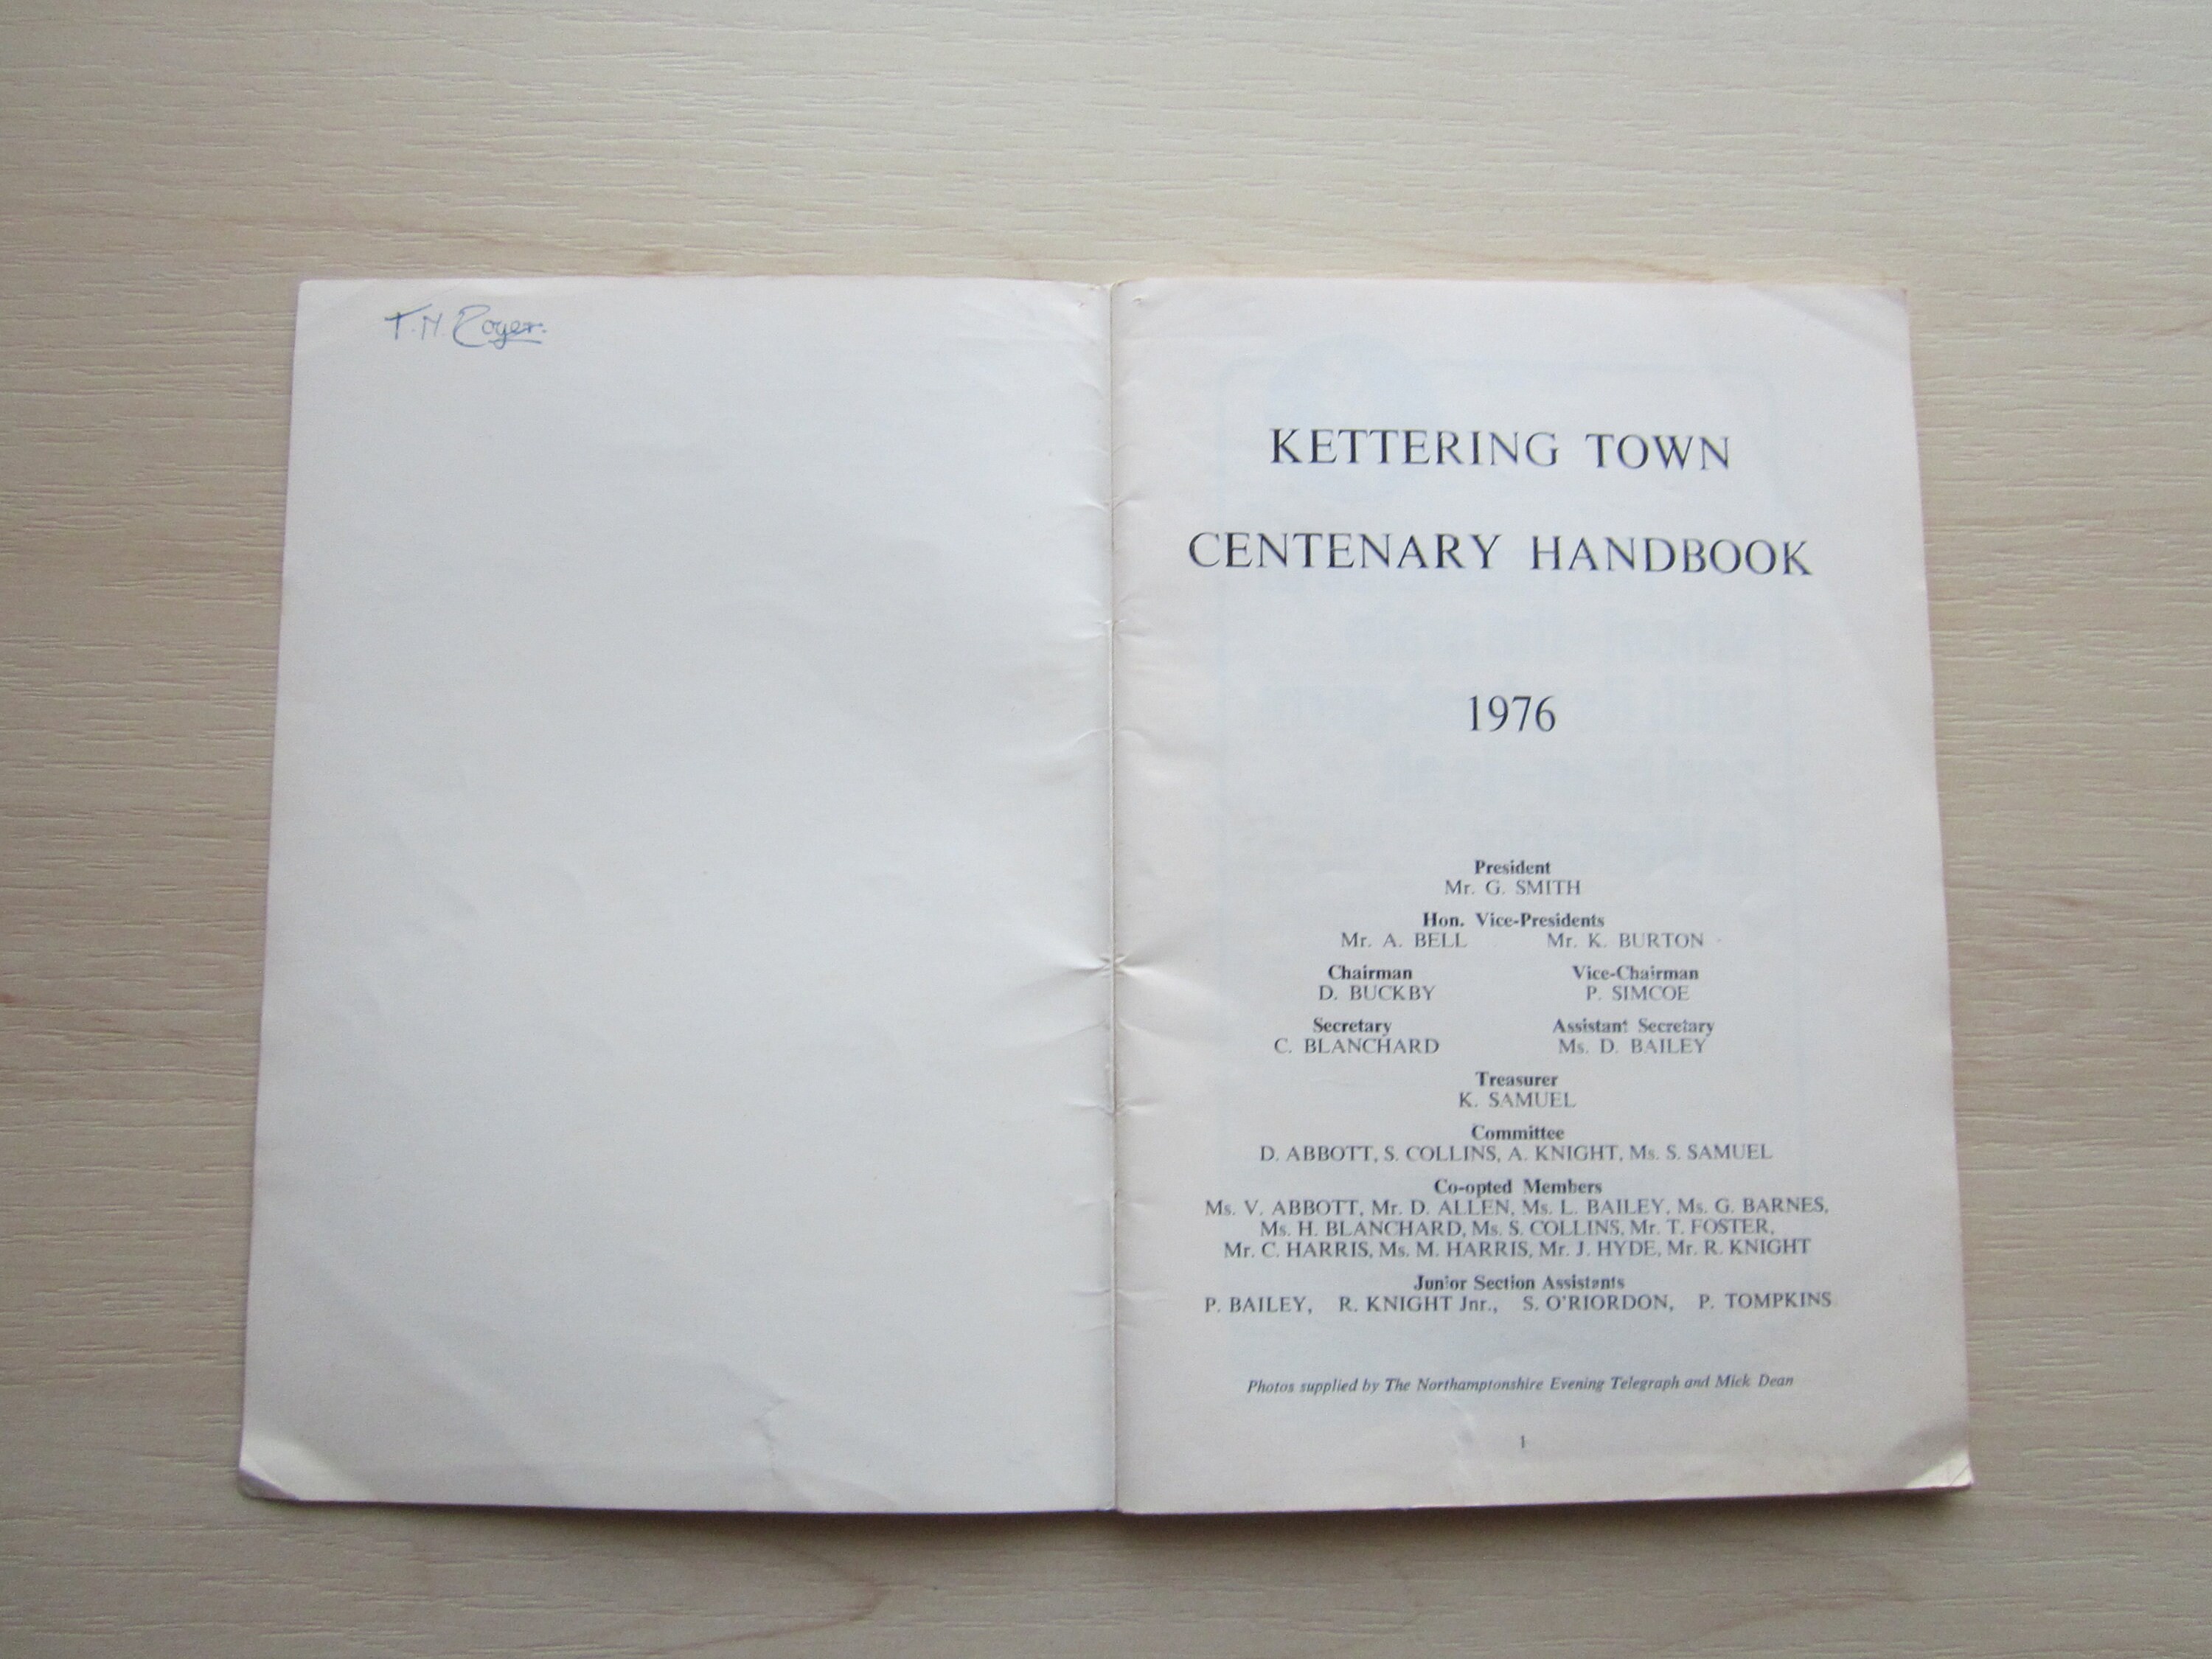 T. H. Roger.
KETTERING TOWN
CENTENARY HANDBOOK
1976
President
Mr. G. SMITH
Hon. Vice-Presidents
Mr. A. BELL Mr. K. BURTON
Chairman Vice-Chairman
D. BUCKBY P. SIMCOE
Secretary Assistant Secretary
C. BLANCHARD Ms. D. BAILEY
Treasurer
K. SAMUEL
Committee
D. ABBOTT, S. COLLINS, A. KNIGHT, Ms. S. SAMUEL
Co-opted Members
Ms. V. ABBOTT, Mr. D. ALLEN, Ms. L. BAILEY, Ms. G. BARNES,
Ms. H. BLANCHARD, Ms. S. COLLINS, Mr. T. FOSTER,
Mr. C. HARRIS, Ms. M. HARRIS, Mr. J. HYDE, Mr. R. KNIGHT
Junior Section Assistants
P. BAILEY, R. KNIGHT Jnr., S. O'RIORDON, P. TOMPKINS
Photos supplied by The Northamptonshire Evening Telegraph and Mick Dean
1